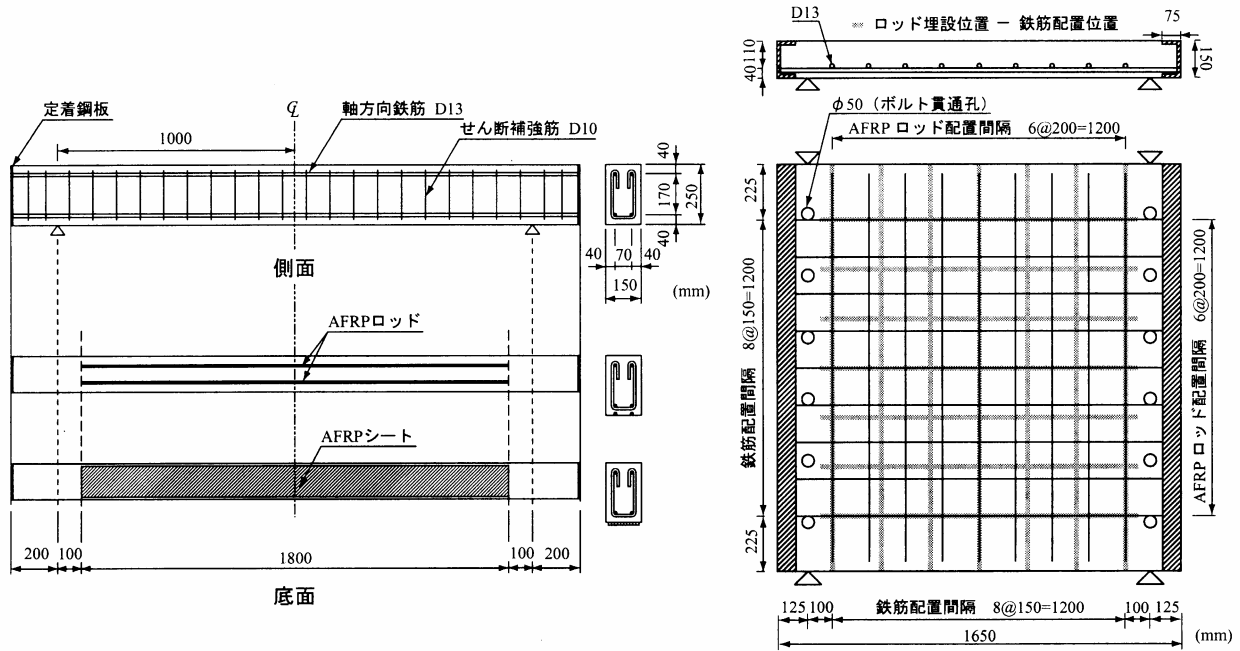 定着鋼板
1000
℄
軸方向鉄筋 D13
せん断補強筋 D10
40
170
250
40
40
70
40
150
(mm)
側面
AFRPロッド
AFRPシート
200
100
1800
100
200
底面
D13
ロッド埋設位置 ー 鉄筋配置位置
75
110
40
150
φ50（ボルト貫通孔）
AFRP ロッド配置間隔 6@200=1200
225
鉄筋配置間隔 8@150=1200
225
AFRP ロッド配置間隔 6@200=1200
125
100
鉄筋配置間隔 8@150=1200
100
125
1650
(mm)